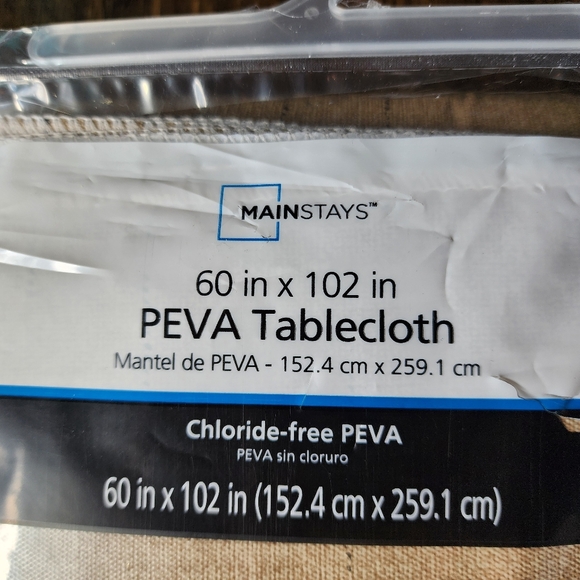 MAINSTAYS™
60 in x 102 in
PEVA Tablecloth
Mantel de PEVA - 152.4 cm x 259.1 cm
Chloride-free PEVA
PEVA sin cloruro
60 in x 102 in (152.4 cm x 259.1 cm)